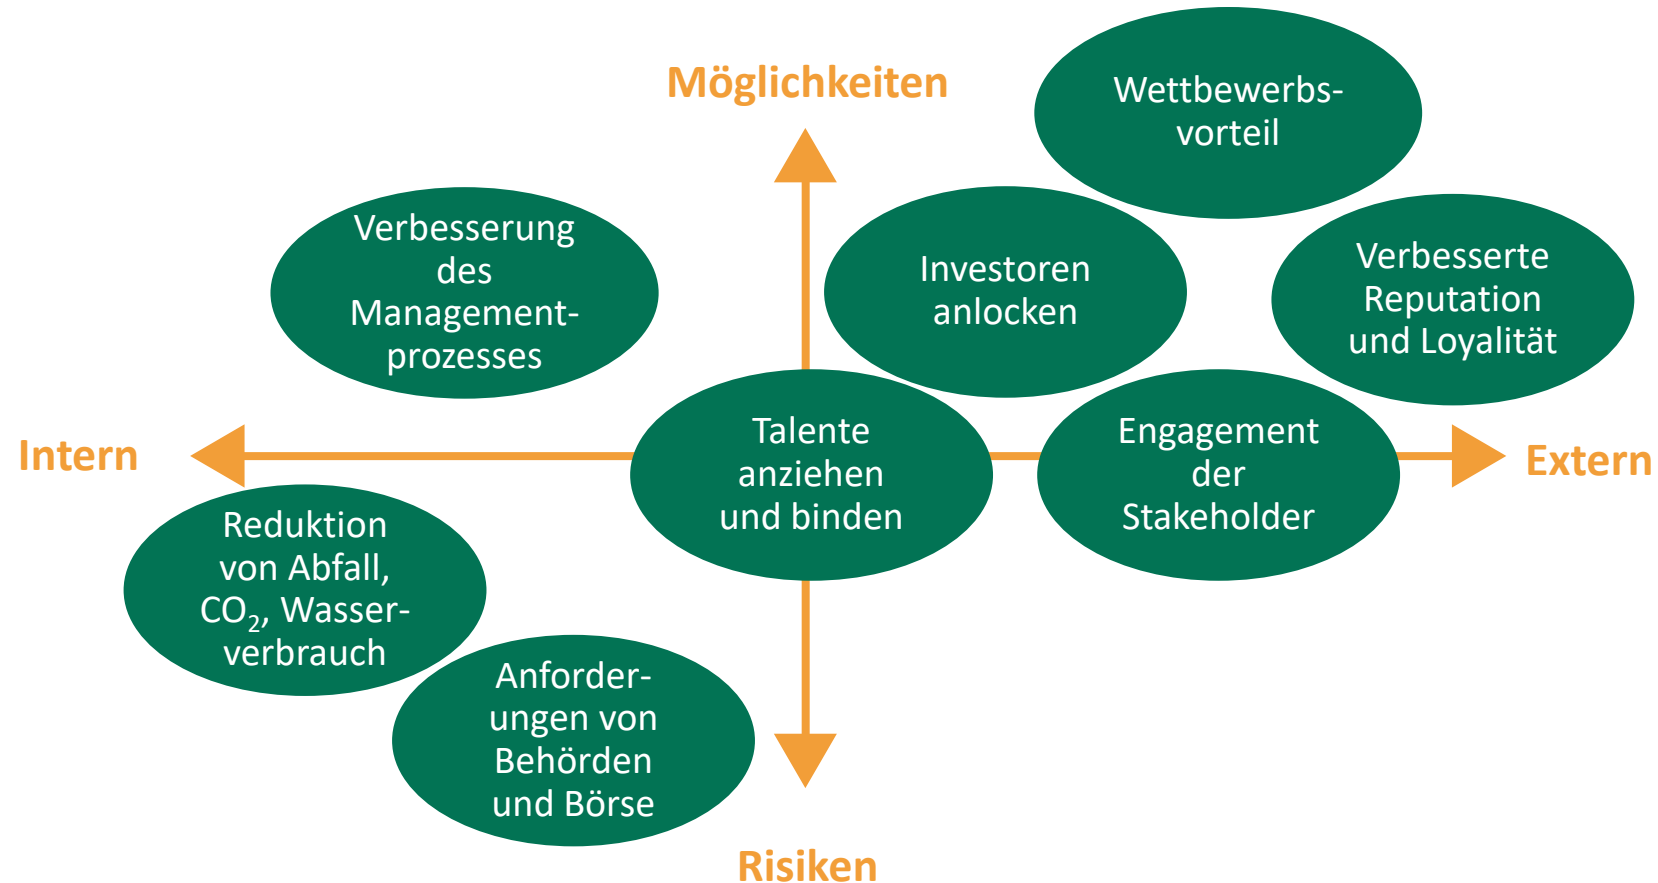 Möglichkeiten
Wettbewerbs-
vorteil
Verbesserung
des
Management-
prozesses
Investoren
anlocken
Verbesserte
Reputation
und Loyalität
Intern
Talente
anziehen
und binden
Engagement
der
Stakeholder
Extern
Reduktion
von Abfall,
CO₂, Wasser-
verbrauch
Anforder-
ungen von
Behörden
und Börse
Risiken